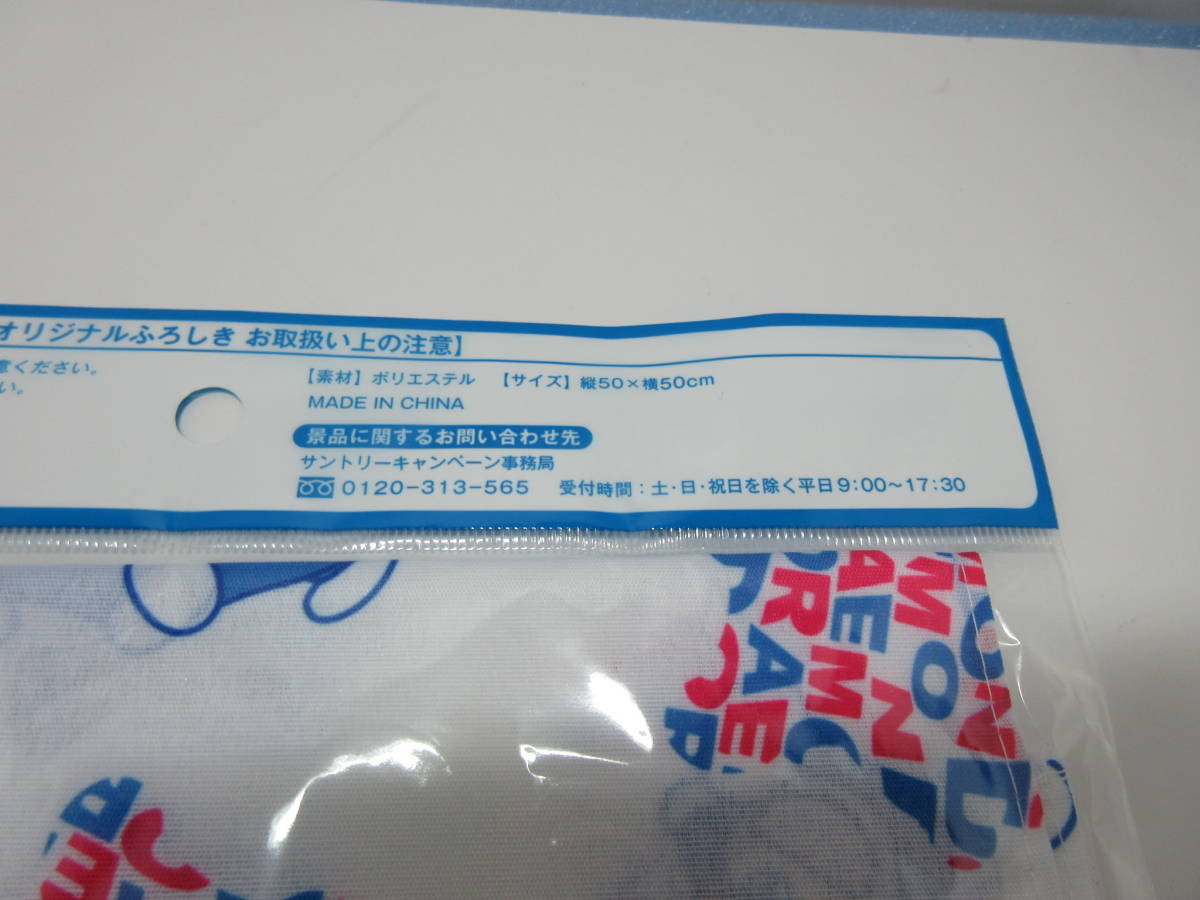 オリジナルふろしき お取扱い上の注意】
意ください。
い。
【素材】ポリエステル 【サイズ】縦50×横50cm
MADE IN CHINA
景品に関するお問い合わせ先
サントリーキャンペーン事務局
0120-313-565 受付時間:土・日・祝日を除く平日9:00～17:30